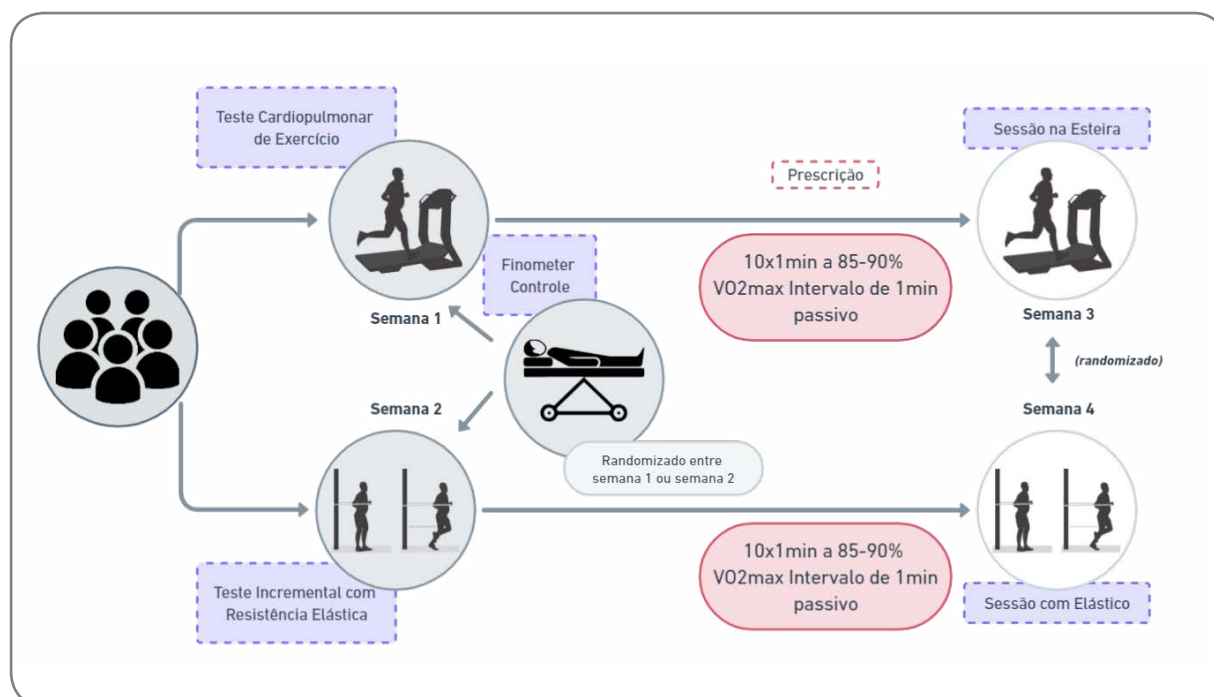 Teste Cardiopulmonar
de Exercício
Sessão na Esteira
Prescrição
Finometer
Controle
10x1min a 85-90%
VO2max Intervalo de 1min
passivo
Semana 1
Semana 3
(randomizado)
Semana 2
Semana 4
Randomizado entre
semana 1 ou semana 2
10x1min a 85-90%
VO2max Intervalo de 1min
passivo
Teste Incremental com
Resistência Elástica
Sessão com Elástico